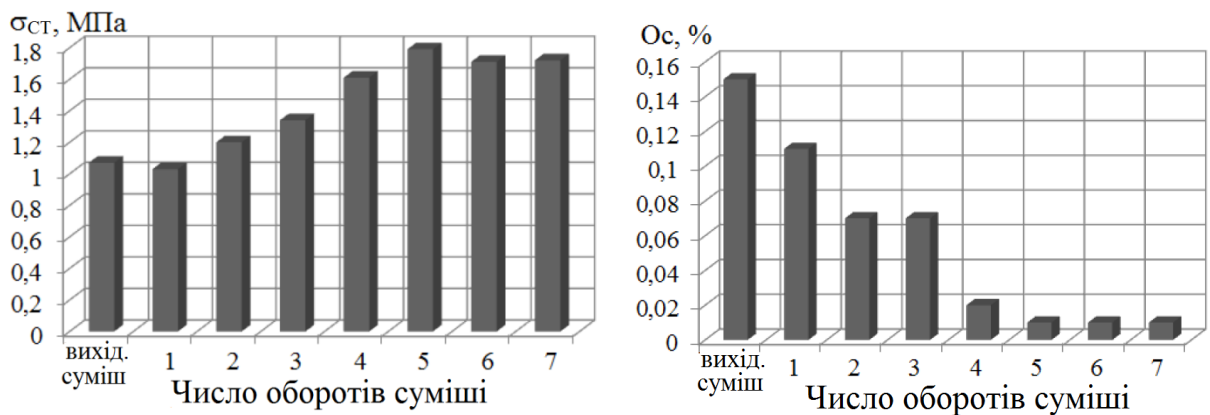 σСТ, МПа
1,8
1,6
1,4
1,2
1
0,8
0,6
0,4
0,2
0
вихід.
суміш
1 2 3 4 5 6 7
Число оборотів суміші
Ос, %
0,16
0,14
0,12
0,1
0,08
0,06
0,04
0,02
0
вихід.
суміш
1 2 3 4 5 6 7
Число оборотів суміші